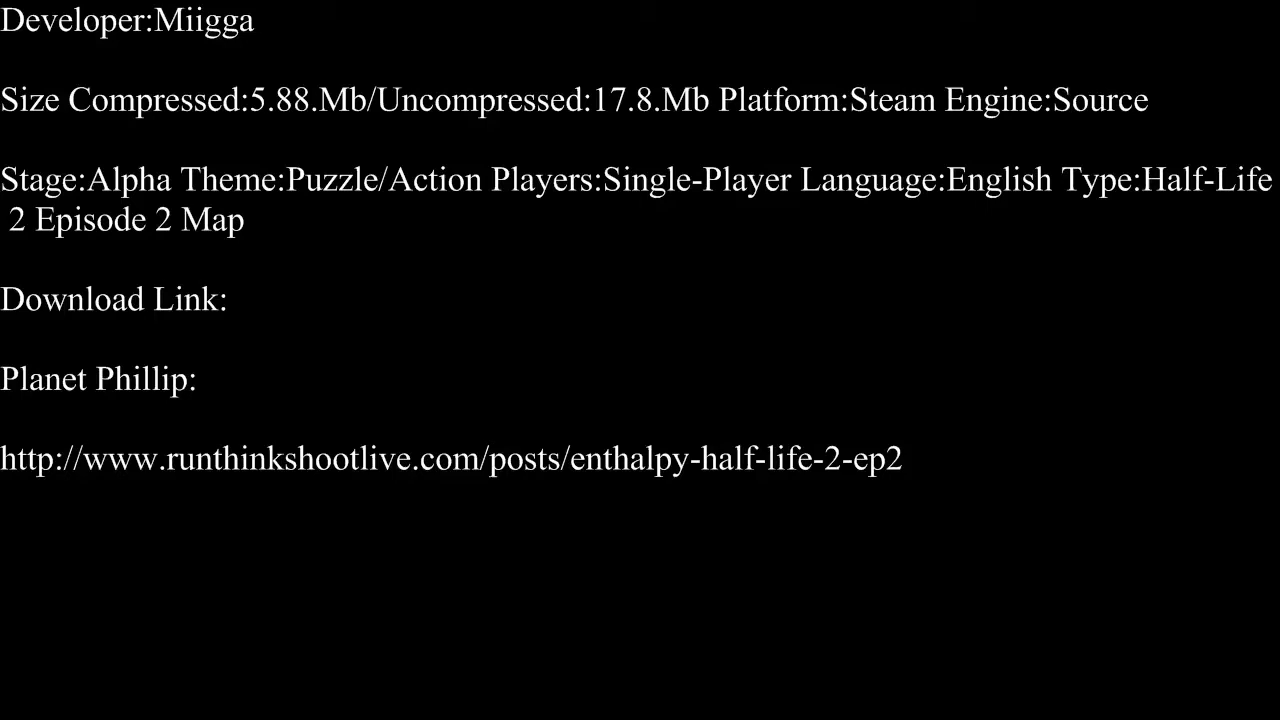 Developer:Miigga
Size Compressed:5.88.Mb/Uncompressed:17.8.Mb Platform:Steam Engine:Source
Stage:Alpha Theme:Puzzle/Action Players:Single-Player Language:English Type:Half-Life
2 Episode 2 Map
Download Link:
Planet Phillip:
http://www.runthinkshootlive.com/posts/enthalpy-half-life-2-ep2